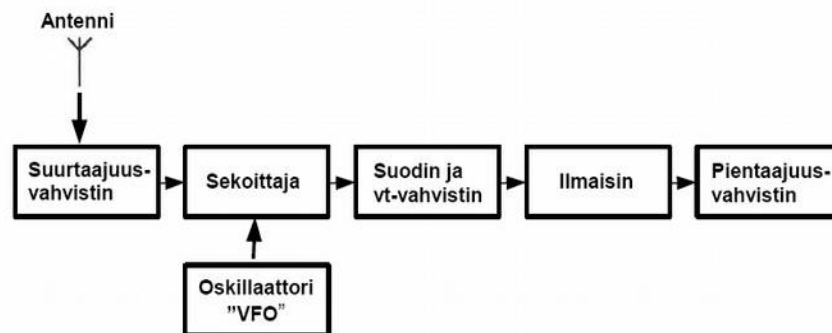 Antenni
Suurtaajuus-
vahvistin
Sekoittaja
Suodin ja
vt-vahvistin
Ilmaisin
Pientaajuus-
vahvistin
Oskillaattori
”VFO”